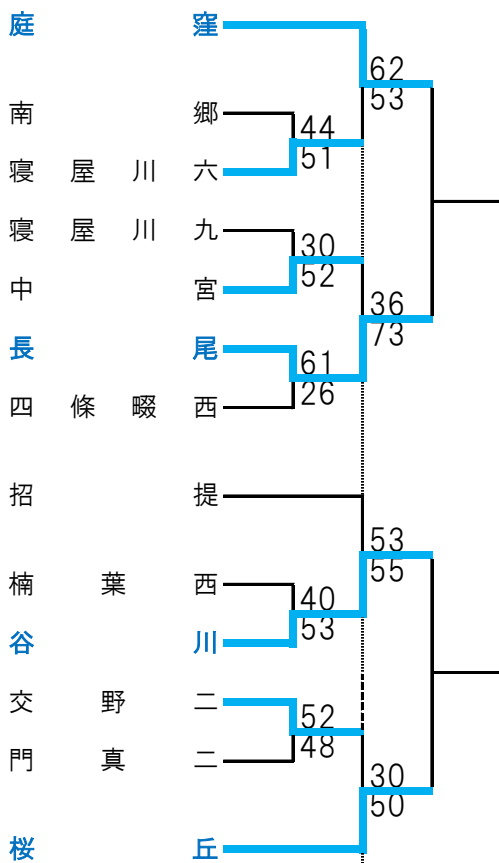 庭窪
62
53
南郷
44
寝屋川六
51
寝屋川九
30
中宮
52
36
73
長尾
61
四條畷西
26
招提
53
55
楠葉西
40
谷川
53
交野二
52
門真二
48
30
50
桜丘